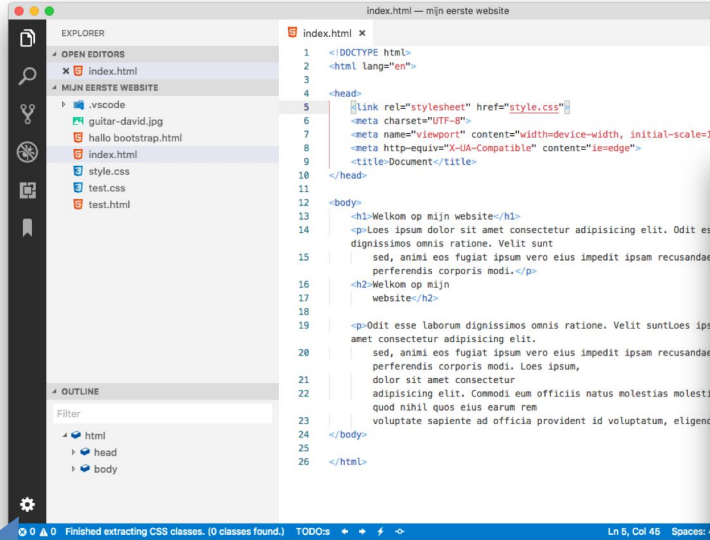 index.html — mijn eerste website
EXPLORER
OPEN EDITORS
index.html
MIJN EERSTE WEBSITE
.vscode
guitar-david.jpg
hallo bootstrap.html
index.html
style.css
test.css
test.html
OUTLINE
Filter
html
head
body
index.html
1 <!DOCTYPE html>
2 <html lang="en">
3
4 <head>
5 <link rel="stylesheet" href="style.css">
6 <meta charset="UTF-8">
7 <meta name="viewport" content="width=device-width, initial-scale=1
8 <meta http-equiv="X-UA-Compatible" content="ie=edge">
9 <title>Document</title>
10 </head>
11
12 <body>
13 <h1>Welkom op mijn website</h1>
14 <p>Loes ipsum dolor sit amet consectetur adipisicing elit. Odit es
dignissimos omnis ratione. Velit sunt
15 sed, animi eos fugiat ipsum vero eius impedit ipsam recusandae
perferendis corporis modi.</p>
16 <h2>Welkom op mijn
17 website</h2>
18
19 <p>Odit esse laborum dignissimos omnis ratione. Velit suntLoes ips
amet consectetur adipisicing elit.
20 sed, animi eos fugiat ipsum vero eius impedit ipsam recusandae
perferendis corporis modi. Loes ipsum,
21 dolor sit amet consectetur
22 adipisicing elit. Commodi eum officiis natus molestias molesti
quod nihil quos eius earum rem
23 voluptate sapiente ad officia provident id voluptatum, eligend
24 </body>
25
26 </html>
0 0 Finished extracting CSS classes. (0 classes found.) TODO:s Ln 5, Col 45 Spaces: